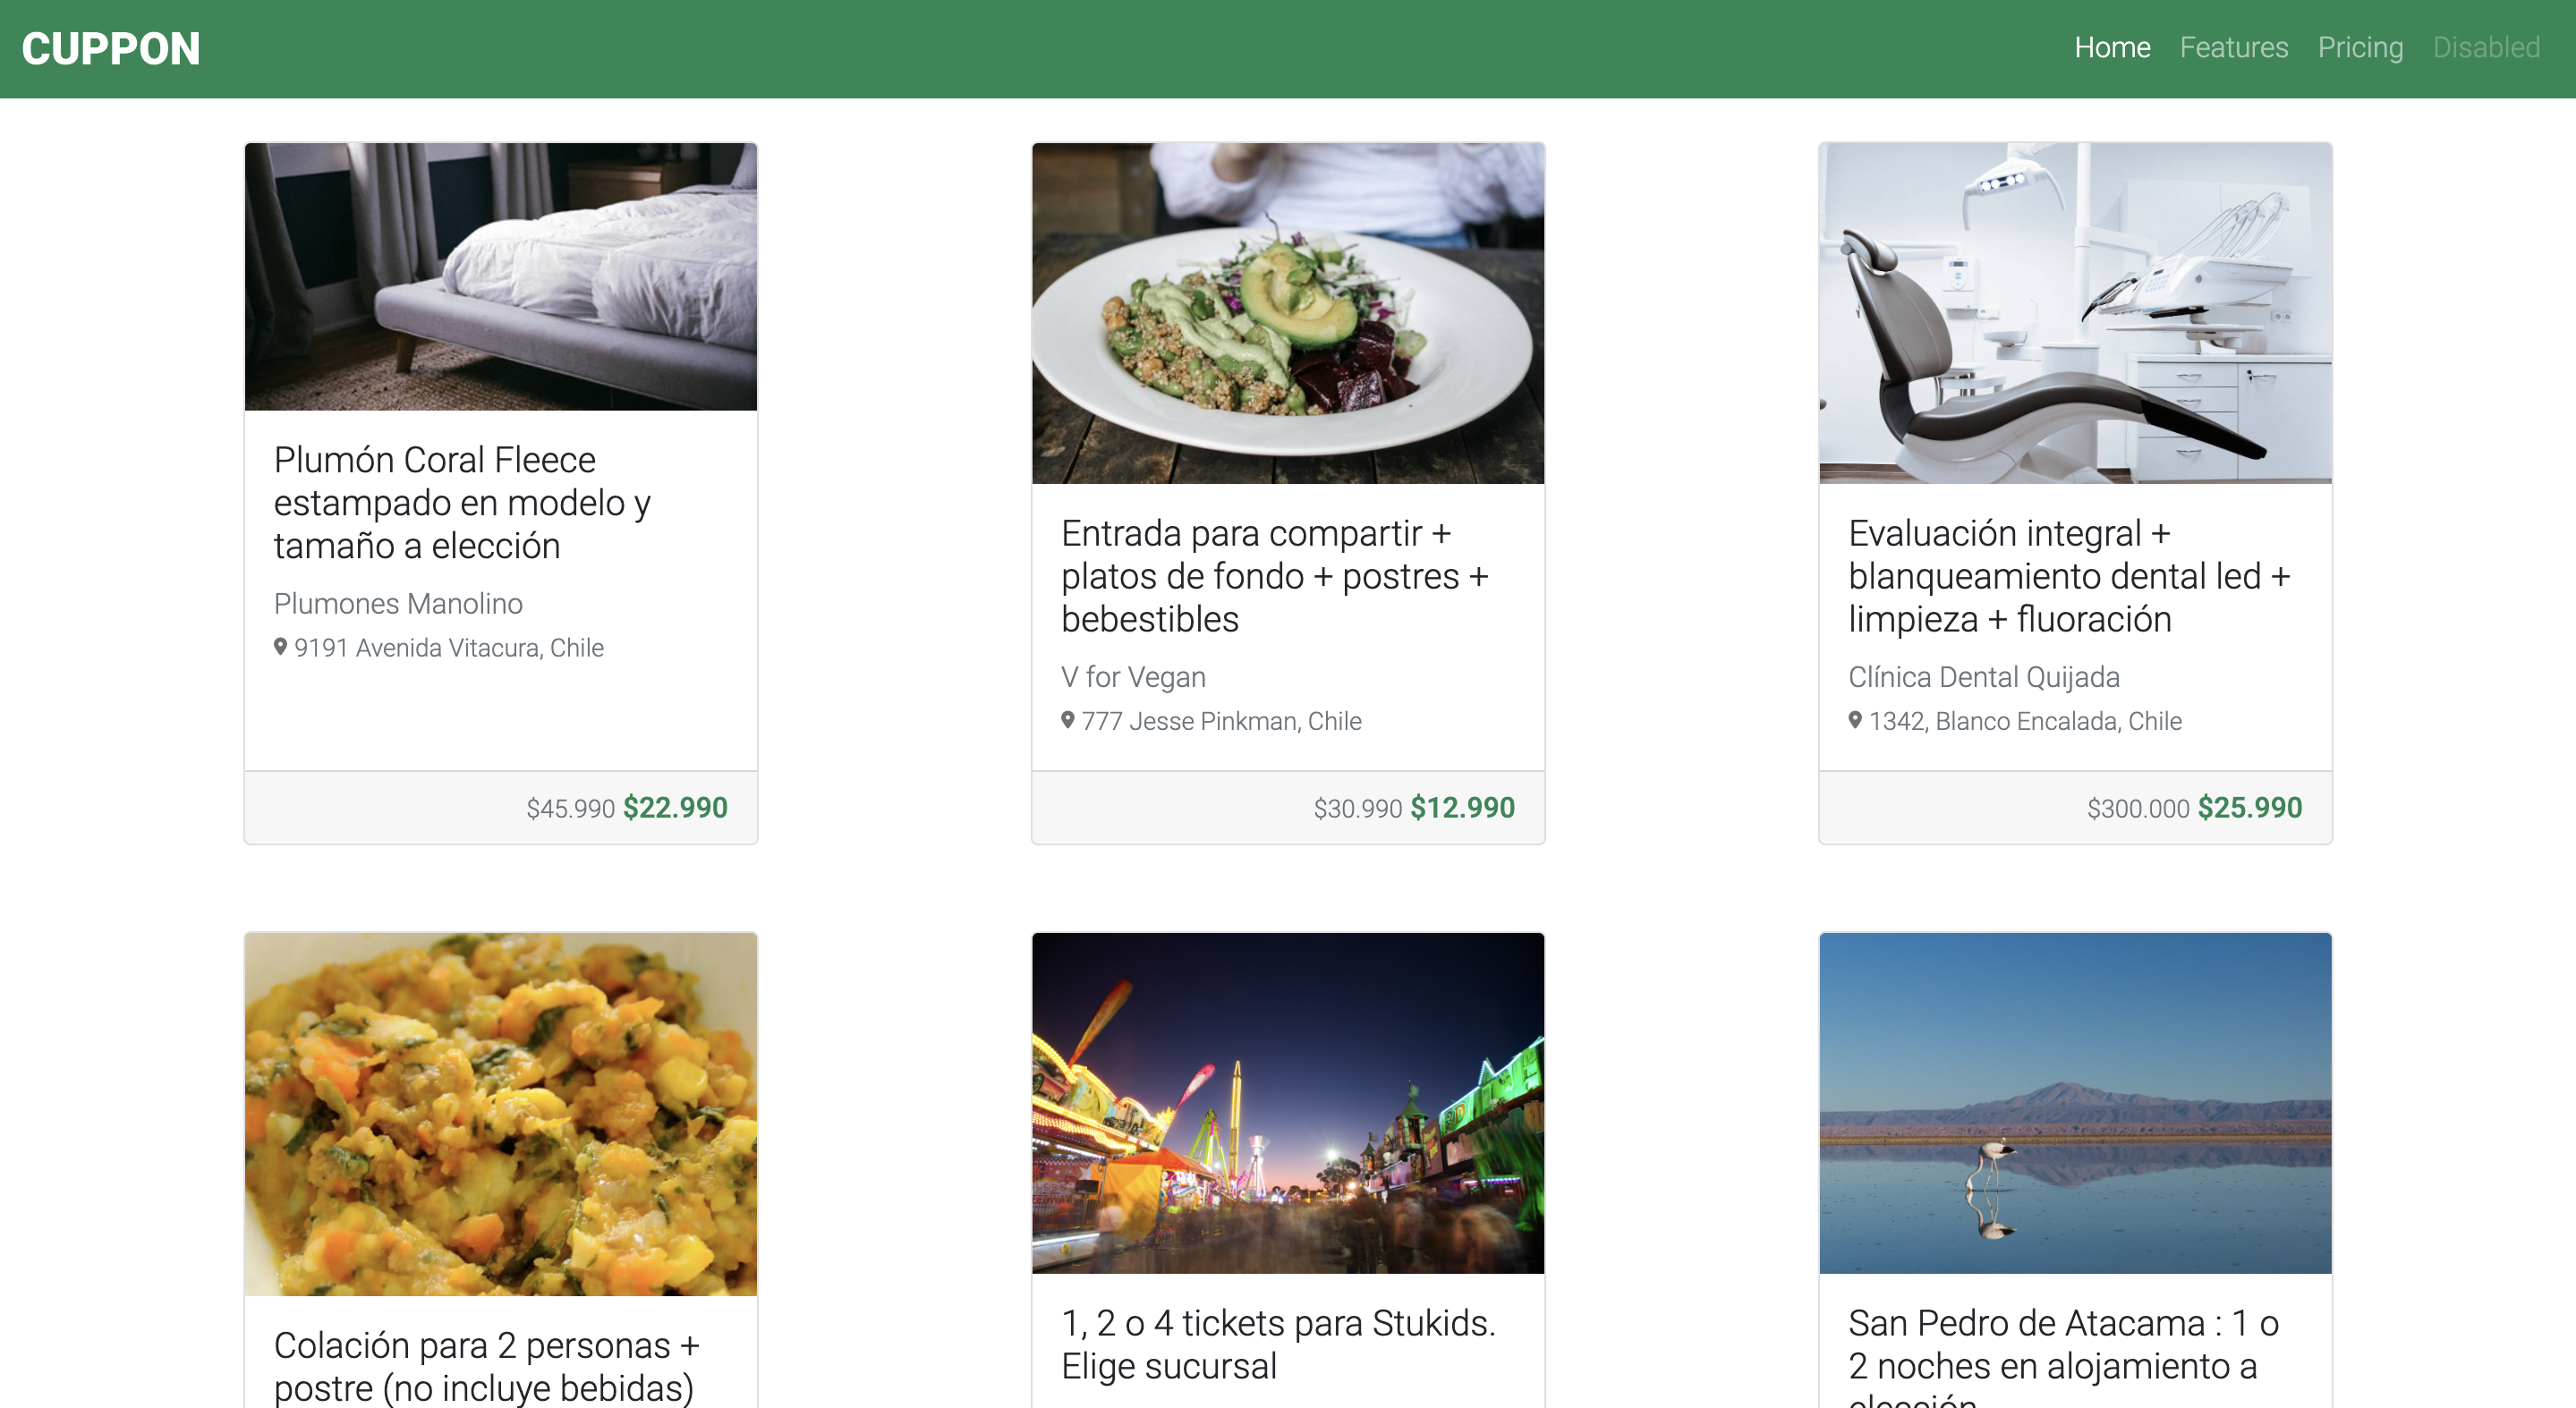 CUPPON
Home Features Pricing Disabled
Plumón Coral Fleece
estampado en modelo y
tamaño a elección
Plumones Manolino
9191 Avenida Vitacura, Chile
$45.990 $22.990
Entrada para compartir +
platos de fondo + postres +
bebestibles
V for Vegan
777 Jesse Pinkman, Chile
$30.990 $12.990
Evaluación integral +
blanqueamiento dental led +
limpieza + fluoración
Clínica Dental Quijada
1342, Blanco Encalada, Chile
$300.000 $25.990
Colación para 2 personas +
postre (no incluye bebidas)
1, 2 o 4 tickets para Stukids.
Elige sucursal
San Pedro de Atacama : 1 o
2 noches en alojamiento a
elección